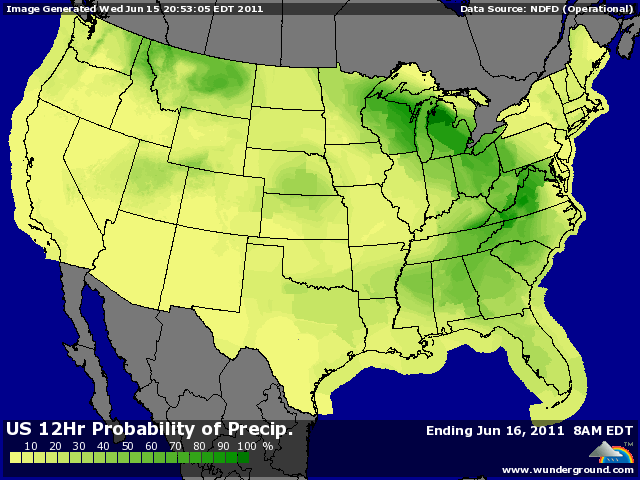 Image Generated Wed Jun 15 20:53:05 EDT 2011
Data Source: NDFD (Operational)
US 12Hr Probability of Precip.
Ending Jun 16, 2011 8AM EDT
10 20 30 40 50 60 70 80 90 100 %
www.wunderground.com